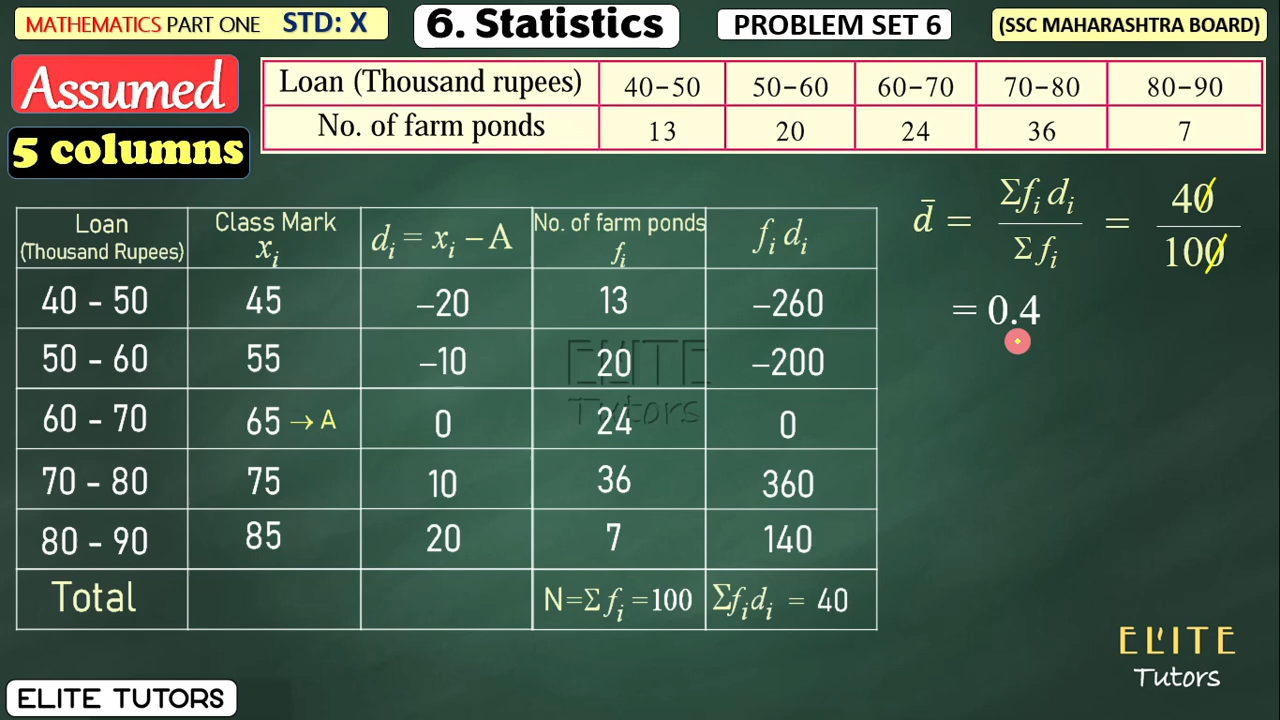 MATHEMATICS PART ONE STD: X
6. Statistics
PROBLEM SET 6
(SSC MAHARASHTRA BOARD)
Assumed
5 columns
Loan (Thousand rupees) 40-50 50-60 60-70 70-80 80-90
No. of farm ponds 13 20 24 36 7
Loan (Thousand Rupees) Class Mark xᵢ dᵢ = xᵢ – A No. of farm ponds fᵢ fᵢ dᵢ
40 - 50 45 –20 13 –260
50 - 60 55 –10 20 –200
60 - 70 65 → A 0 24 0
70 - 80 75 10 36 360
80 - 90 85 20 7 140
Total N=Σ fᵢ =100 Σfᵢdᵢ = 40
d̄ = Σfᵢ dᵢ / Σ fᵢ = 40 / 100
= 0.4
ELITE
Tutors
ELITE
Tutors
ELITE TUTORS